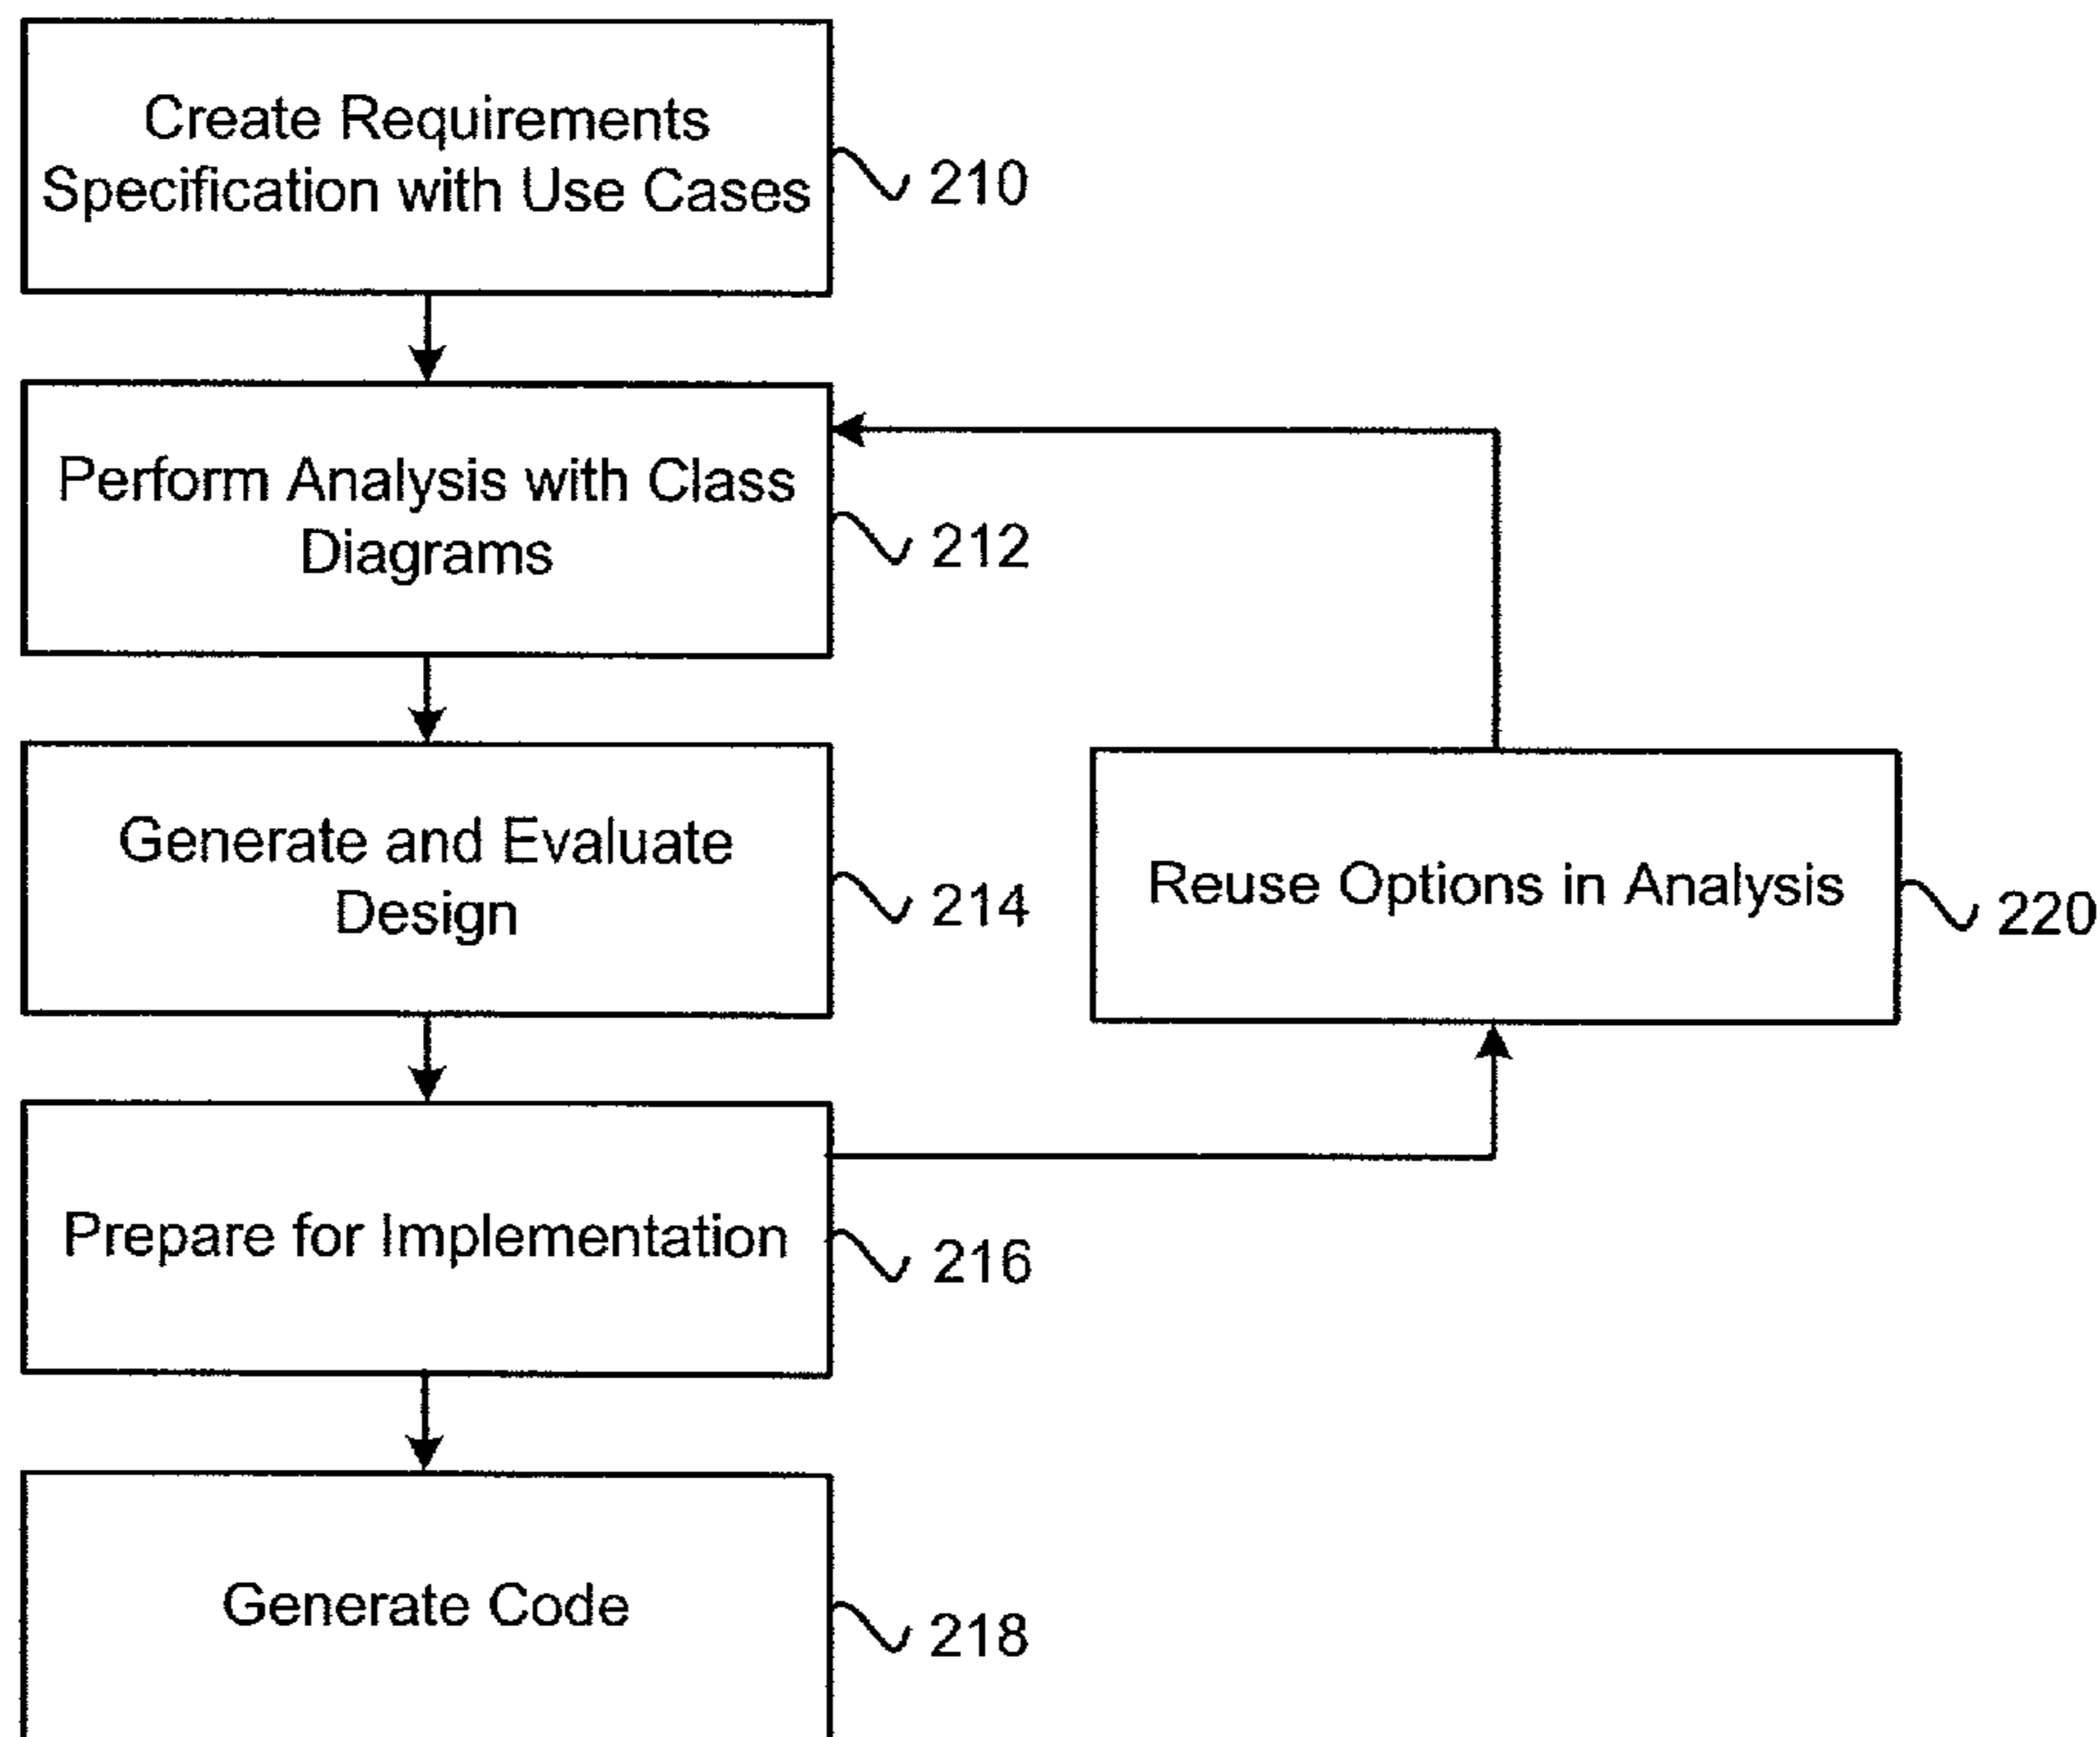 Create Requirements
Specification with Use Cases
210
Perform Analysis with Class
Diagrams
212
Generate and Evaluate
Design
214
Reuse Options in Analysis
220
Prepare for Implementation
216
Generate Code
218